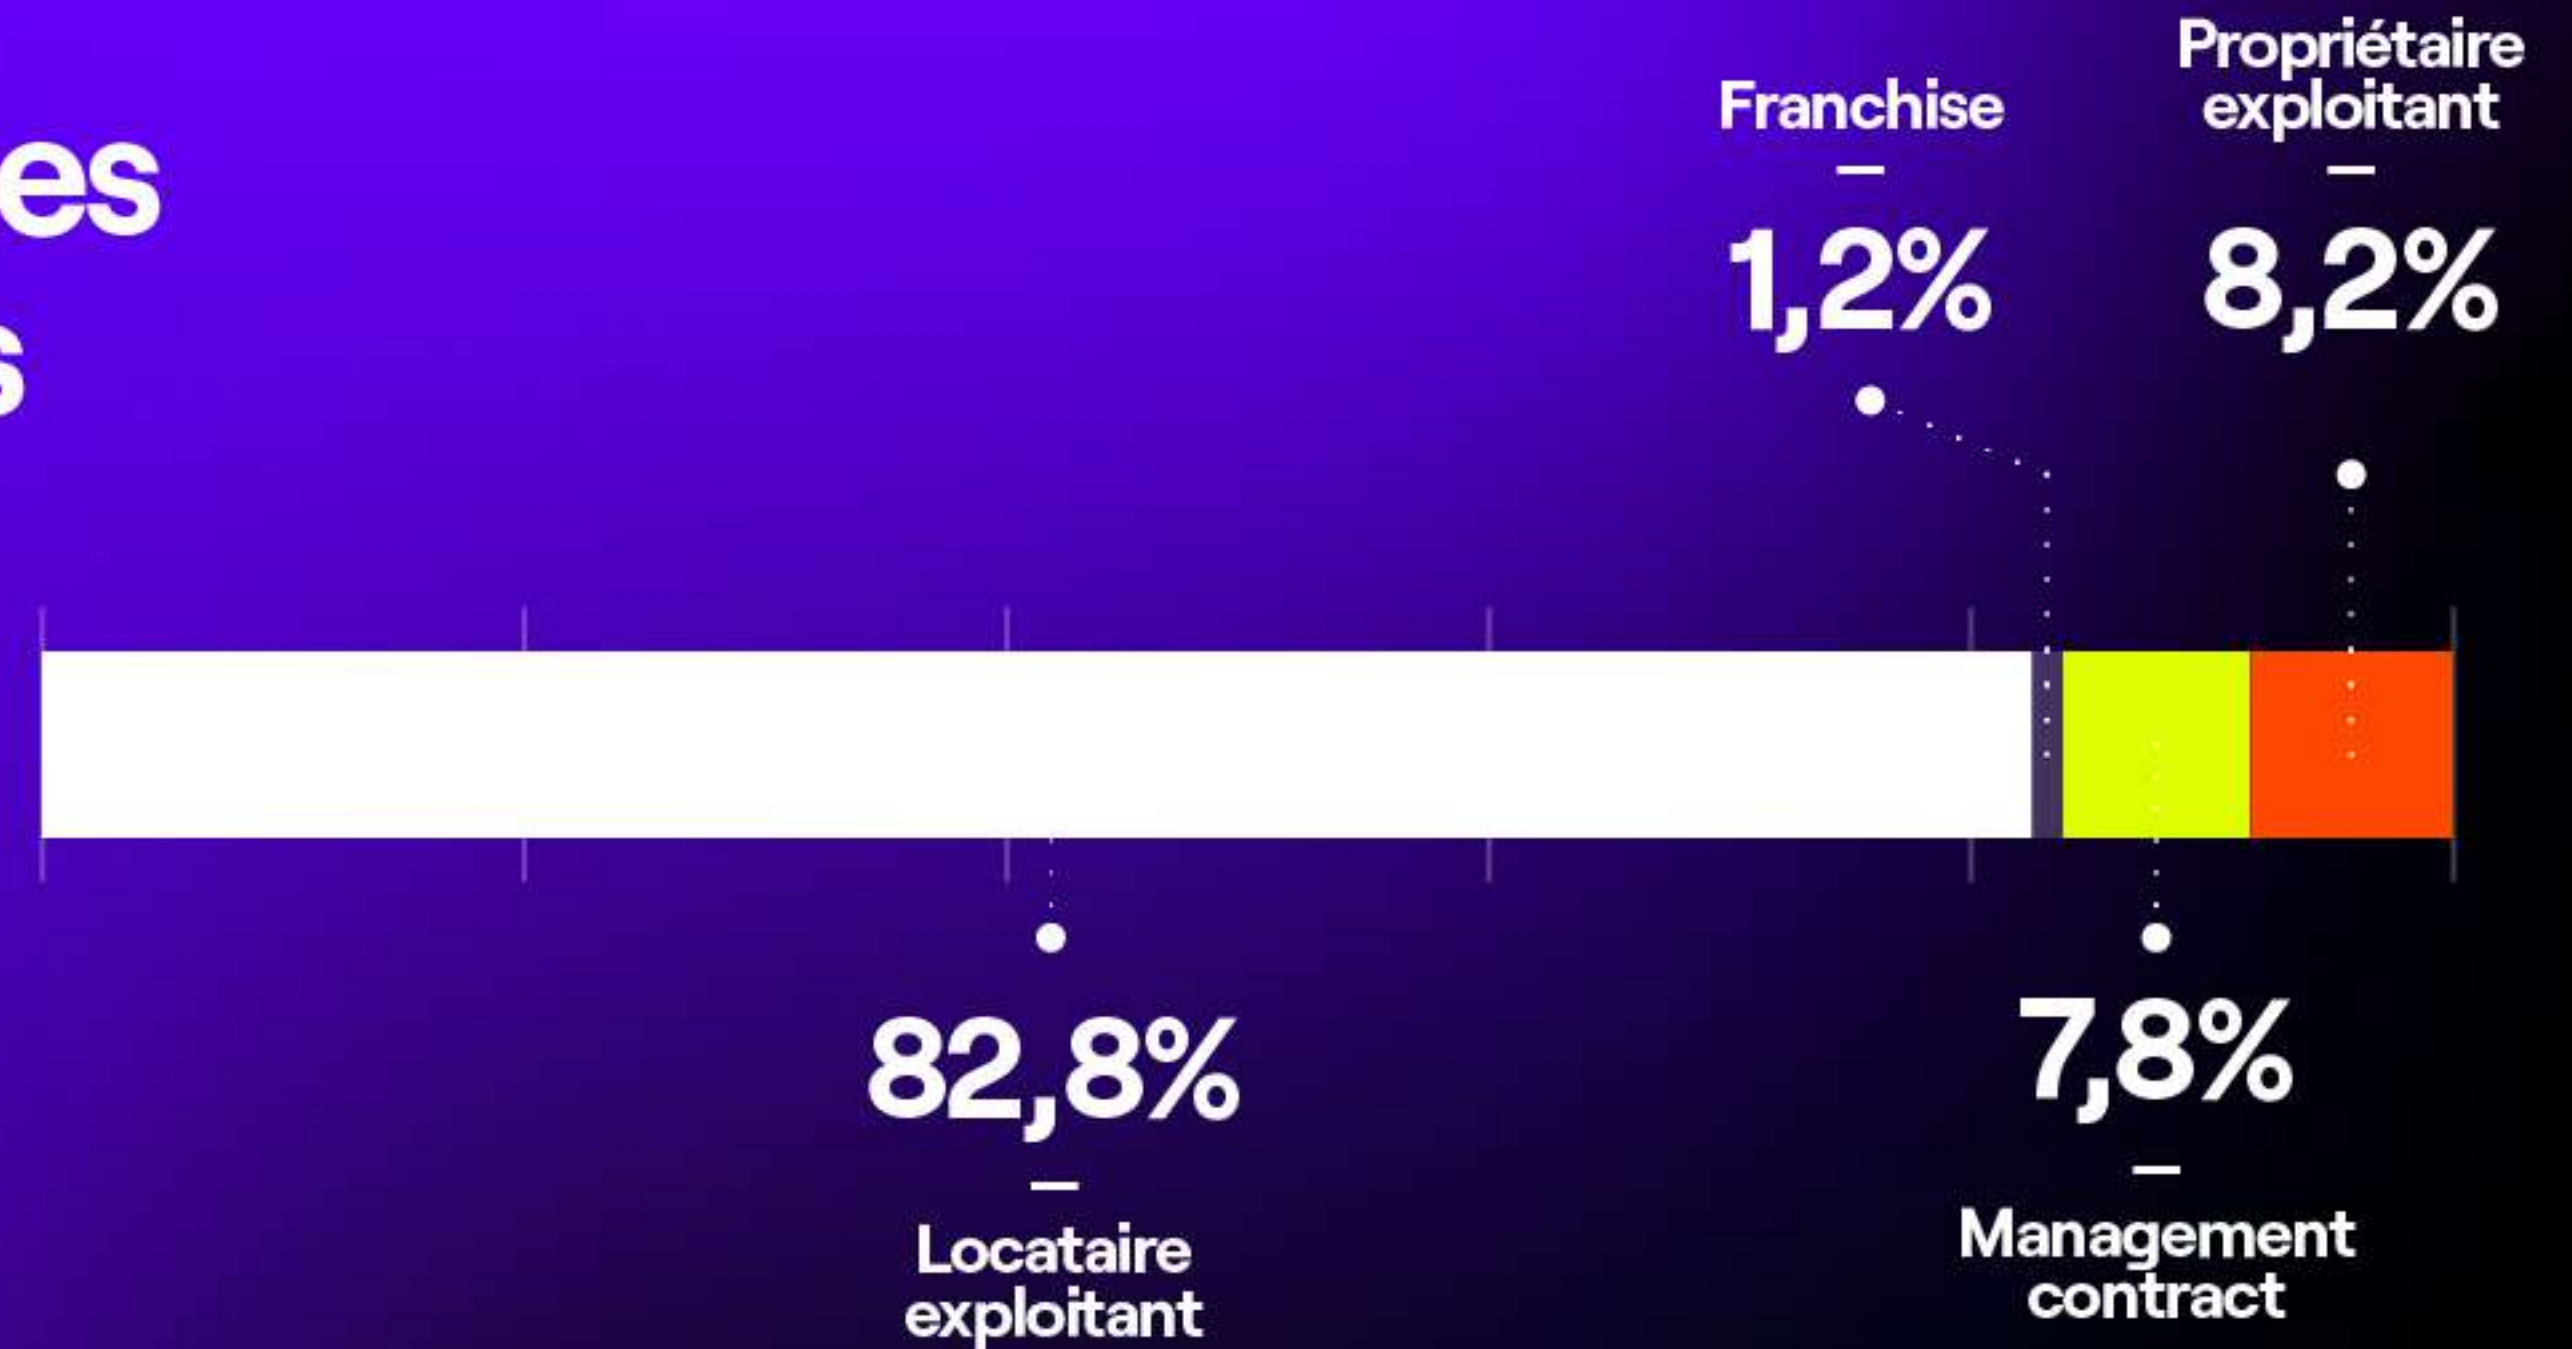 es
s
Franchise
1,2%
Propriétaire
exploitant
8,2%
82,8%
Locataire
exploitant
7,8%
Management
contract